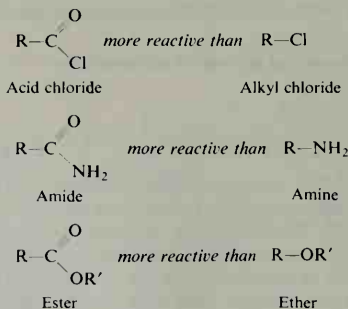 O
R—C more reactive than R—Cl
Cl
Acid chloride Alkyl chloride
O
R—C more reactive than R—NH₂
NH₂
Amide Amine
O
R—C more reactive than R—OR′
OR′
Ester Ether